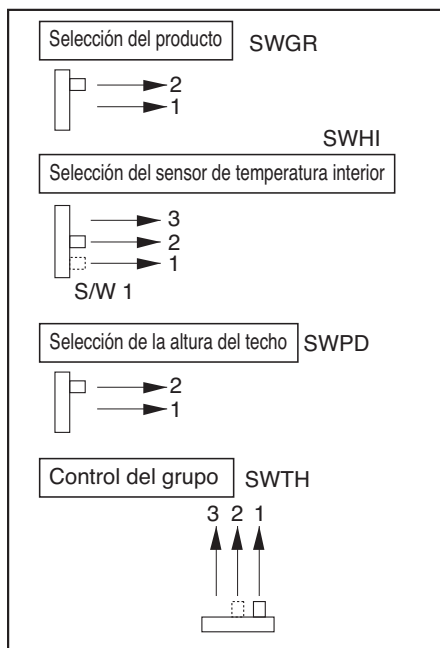 Selección del producto SWGR
2
1
SWHI
Selección del sensor de temperatura interior
3
2
1
S/W 1
Selección de la altura del techo SWPD
2
1
Control del grupo SWTH
3 2 1